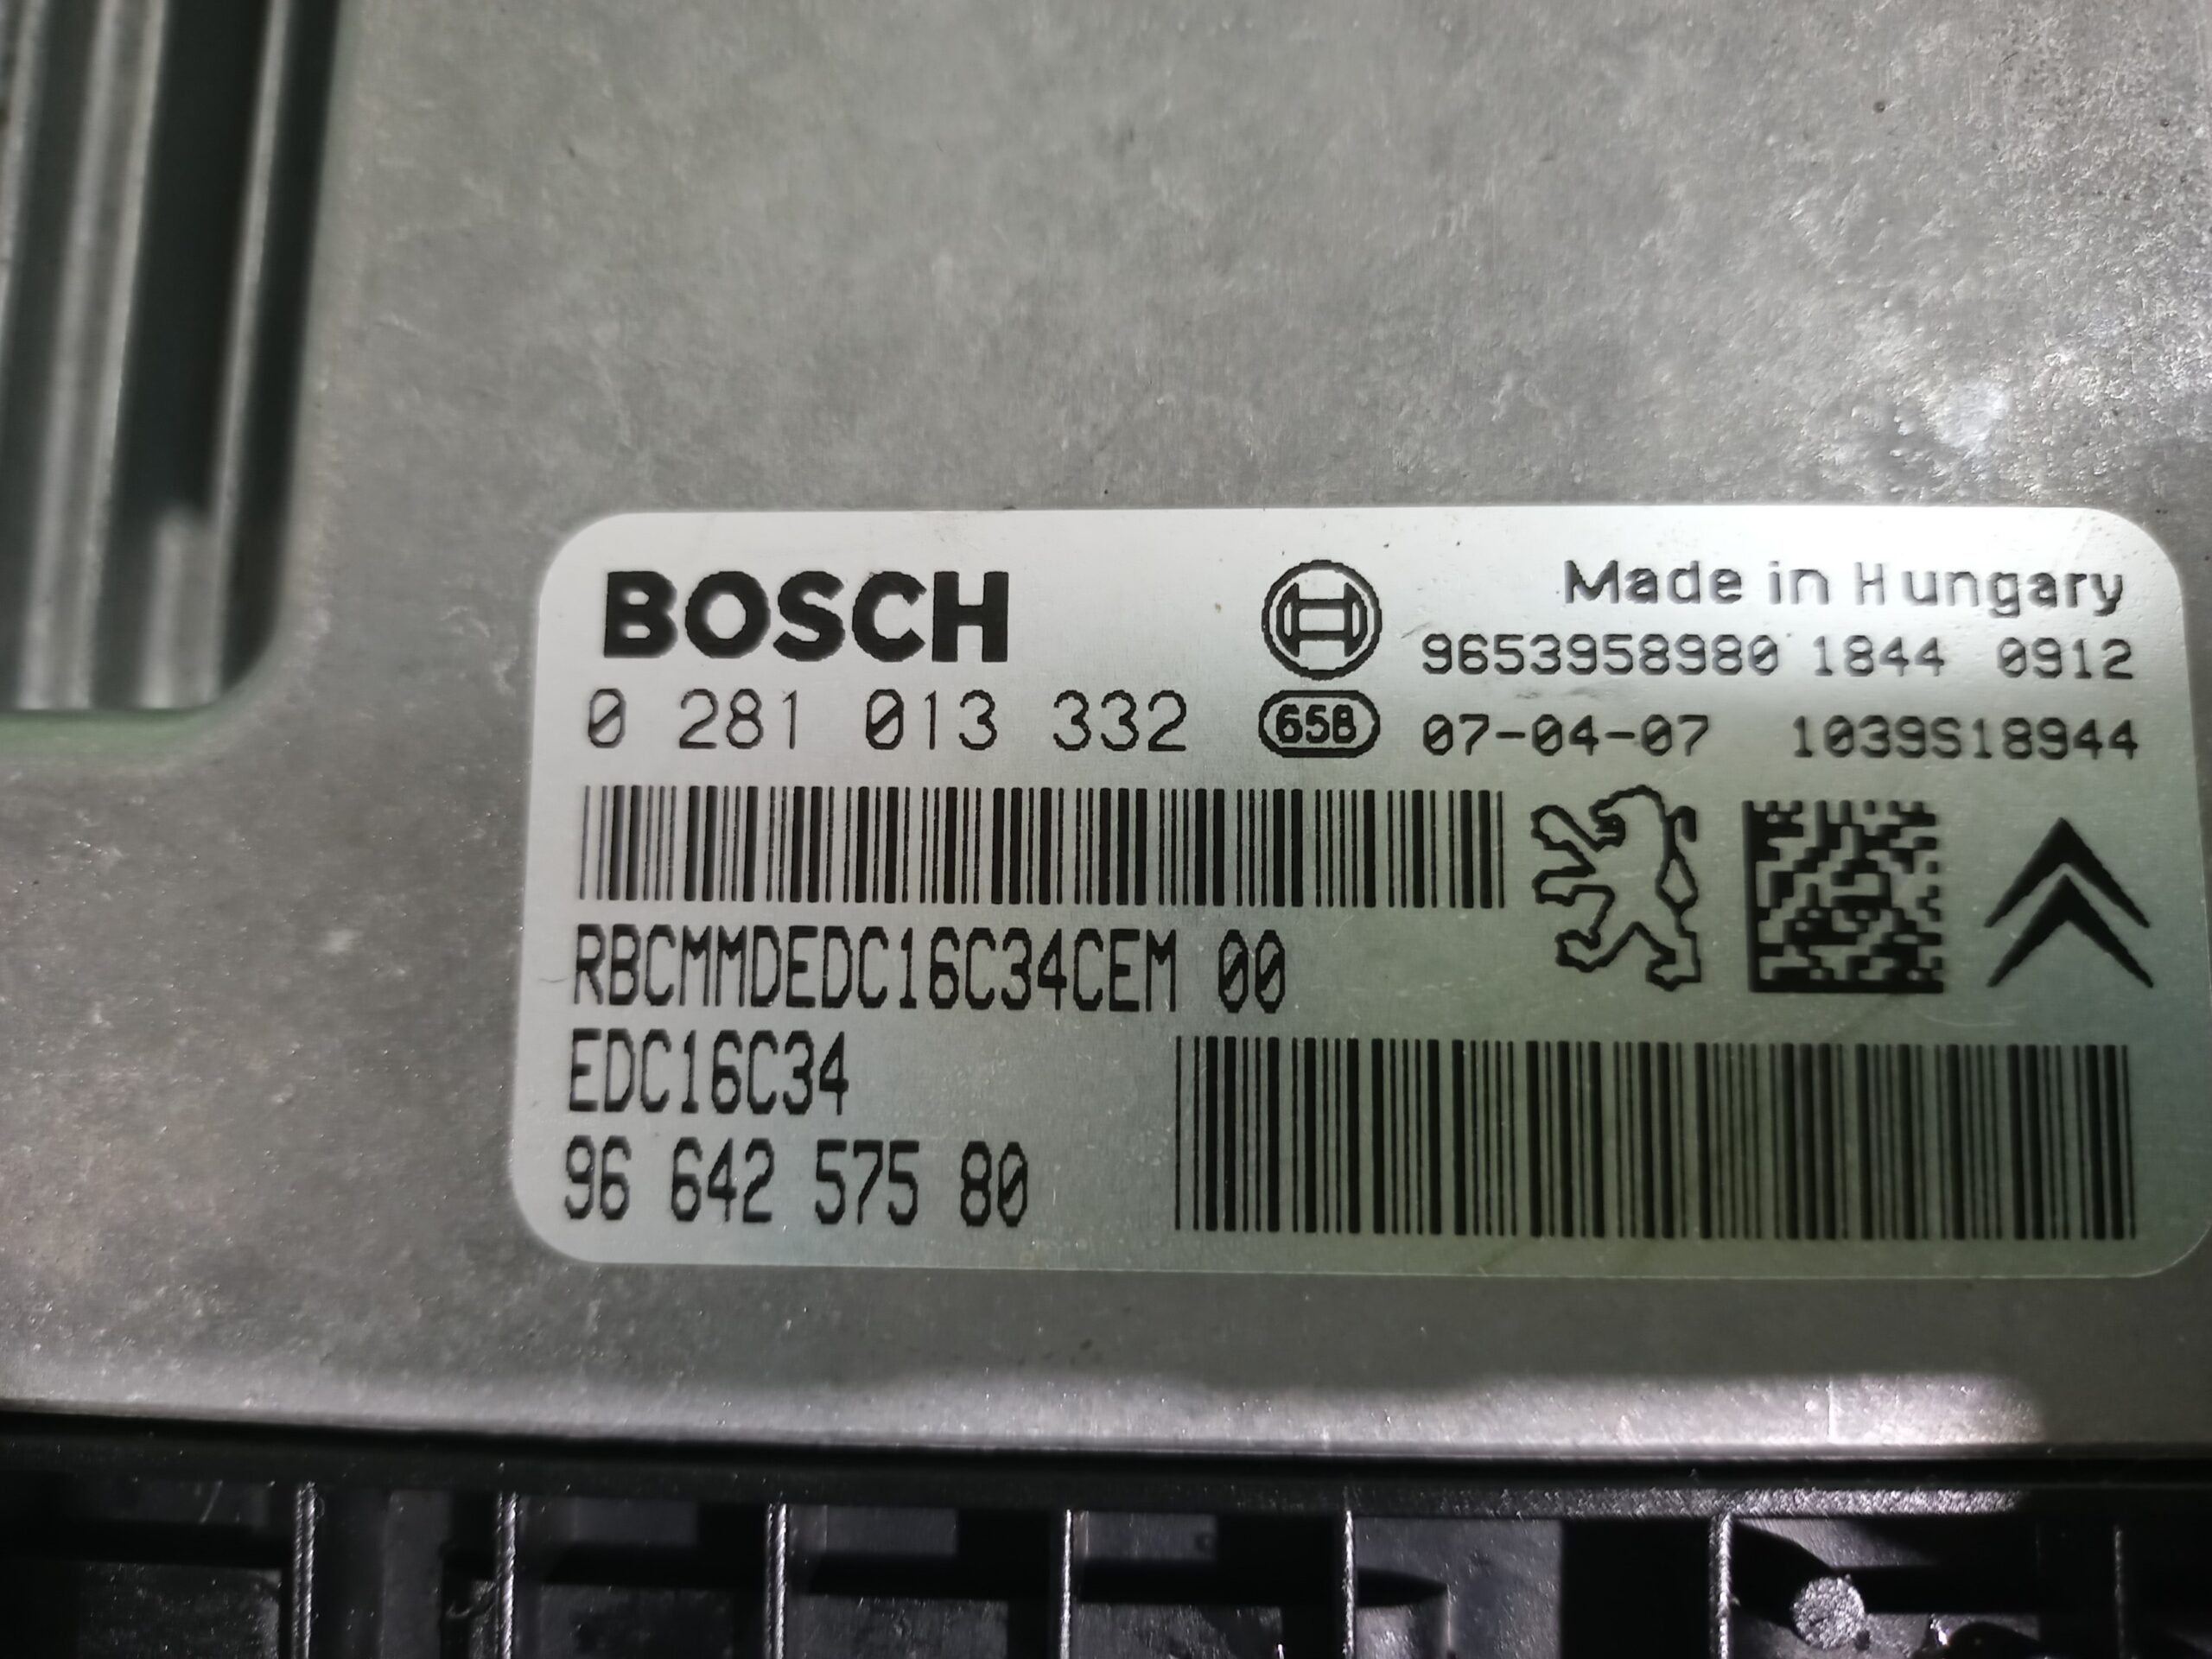 BOSCH
Made in Hungary
9653958980 1844 0912
0 281 013 332
658 07-04-07 1039S18944
RBCMMDEDC16C34CEM 00
EDC16C34
96 642 575 80